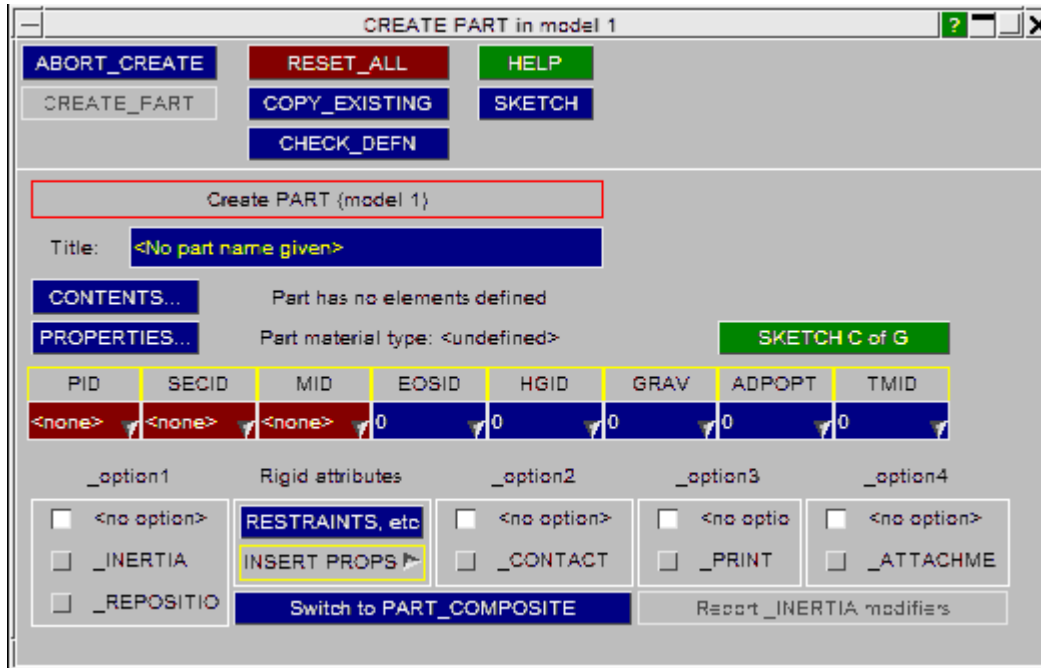 CREATE PART in model 1 ?
ABORT_CREATE RESET_ALL HELP
CREATE_PART COPY_EXISTING SKETCH
CHECK_DEFN
Create PART (model 1)
Title: <No part name given>
CONTENTS... Part has no elements defined
PROPERTIES... Part material type: <undefined> SKETCH C of G
PID SECID MID EOSID HGID GRAV ADPOPT TMID
<none> <none> <none> 0 0 0 0 0
_option1 Rigid attributes _option2 _option3 _option4
<no option> RESTRAINTS, etc <no option> <no optio <no option>
_INERTIA INSERT PROPS _CONTACT _PRINT _ATTACHME
_REPOSITIO Switch to PART_COMPOSITE Report _INERTIA modifiers